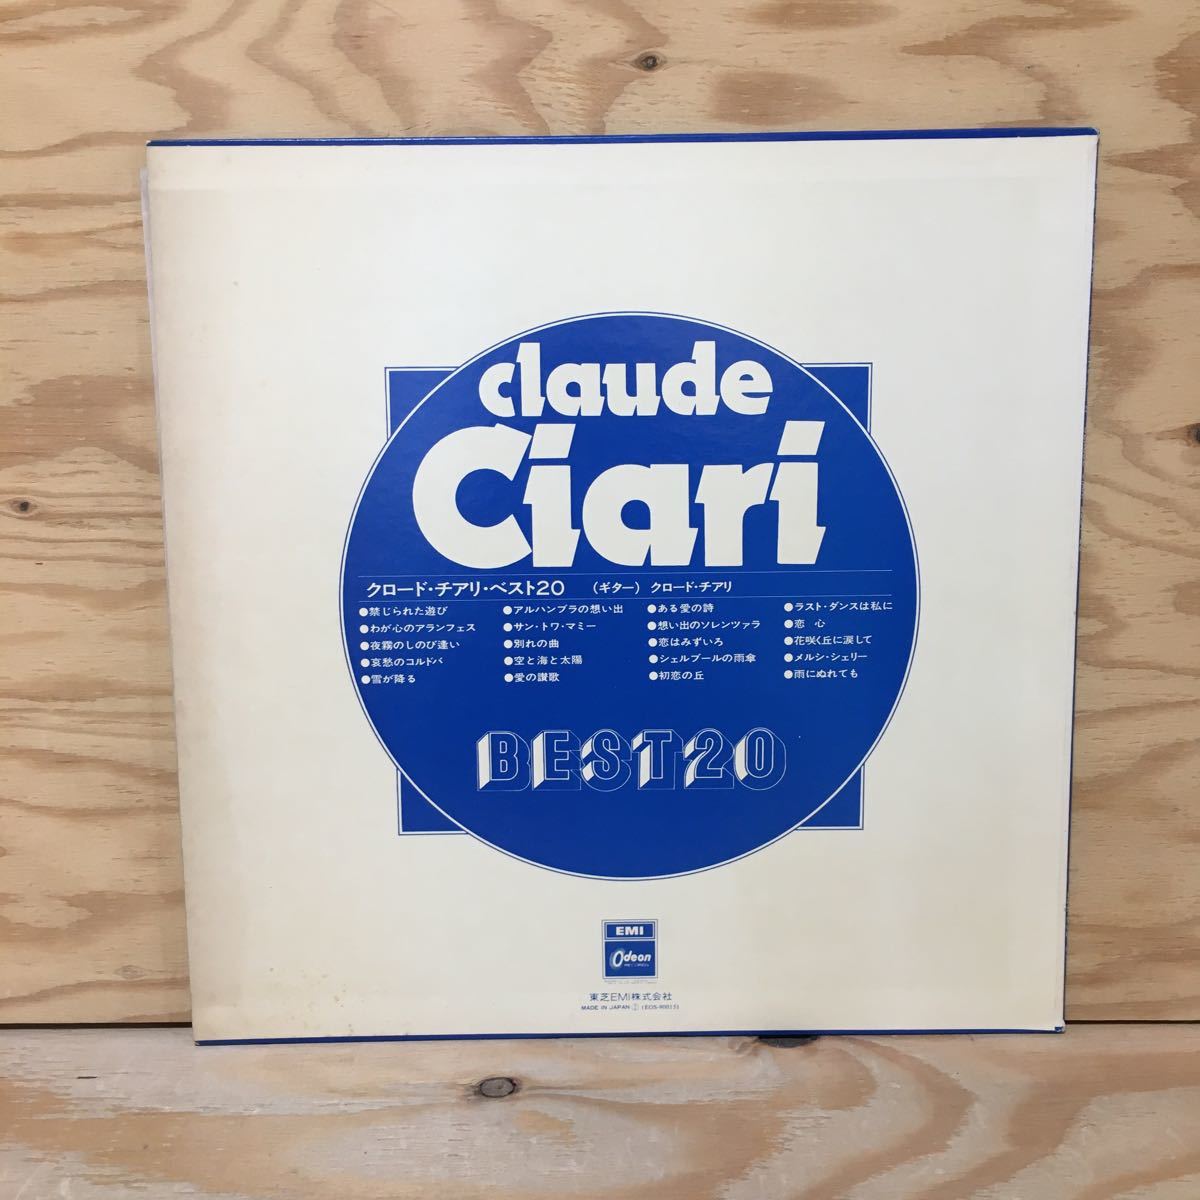 claude
Ciari
クロード・チアリ・ベスト20 (ギター) クロード・チアリ
●禁じられた遊び
●わが心のアランフェス
●夜霧のしのび逢い
●哀愁のコルドバ
●雪が降る
●アルハンブラの想い出
●サン・トワ・マミー
●別れの曲
●空と海と太陽
●愛の讃歌
●ある愛の詩
●想い出のソレンツァラ
●恋はみずいろ
●シェルブールの雨傘
●初恋の丘
●ラスト・ダンスは私に
●恋 心
●花咲く丘に涙して
●メルシ・シェリー
●雨にぬれても
BEST20
EMI
Odeon
東芝EMI株式会社
MADE IN JAPAN